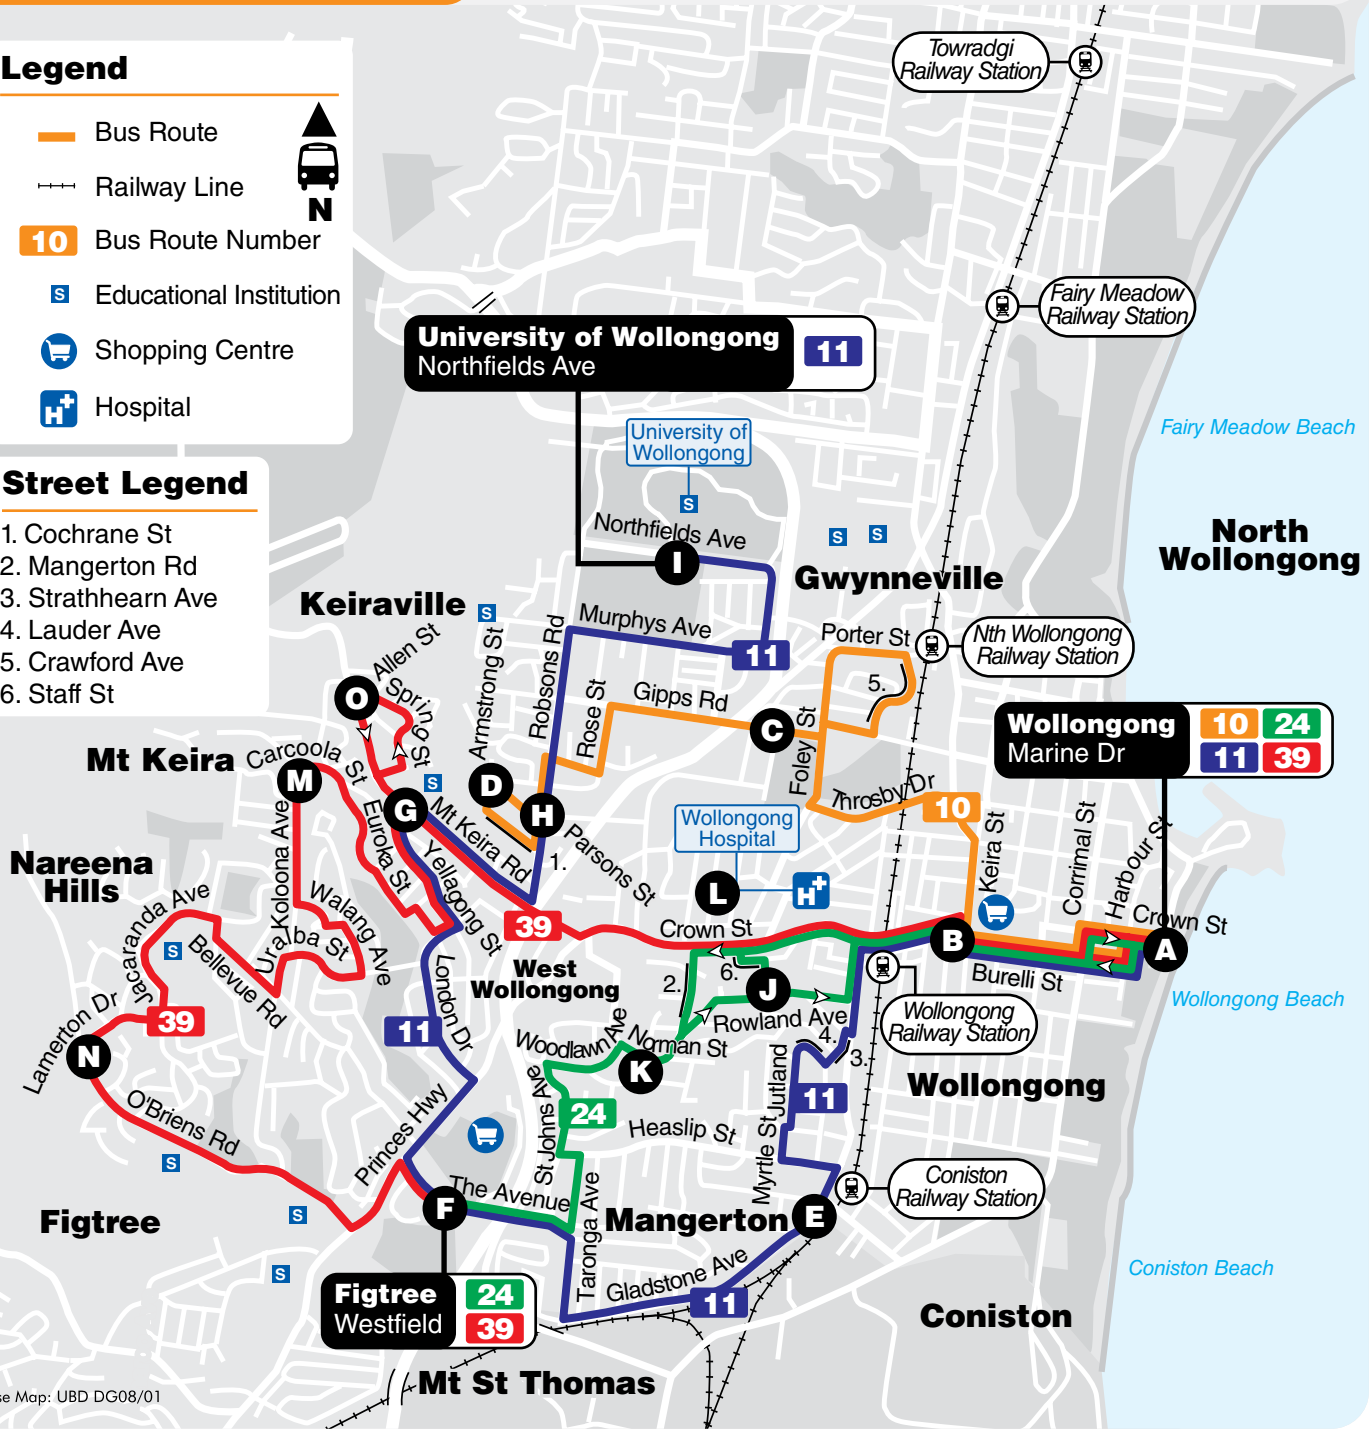 Legend
Bus Route
Railway Line
N
10
Bus Route Number
S
Educational Institution
Shopping Centre
H
Hospital
Street Legend
1. Cochrane St
2. Mangerton Rd
3. Strathhearn Ave
4. Lauder Ave
5. Crawford Ave
6. Staff St
Towradgi
Railway Station
Fairy Meadow
Railway Station
University of Wollongong
Northfields Ave
11
University of
Wollongong
S
Fairy Meadow Beach
North
Wollongong
Northfields Ave
I
S
S
Gwynneville
Keiraville
S
Allen St
Armstrong St
Robsons Rd
Murphys Ave
11
Porter St
Nth Wollongong
Railway Station
O
Spring St
Rose St
Gipps Rd
5.
C
Foley St
Wollongong
Marine Dr
10
24
11
39
Mt Keira
Carcoola St
M
S
D
G
H
Mt Keira Rd
Throsby Dr
10
Wollongong
Hospital
Keira St
Corrimal St
Harbour St
Nareena
Hills
Koloona Ave
Euroka St
Yellagong St
1.
Parsons St
L
H
Jacaranda Ave
Walang Ave
39
Crown St
Crown St
B
A
S
Bellevue Rd
Uralba St
West
Wollongong
2.
6.
J
Burelli St
Wollongong Beach
Lamerton Dr
39
London Dr
11
Rowland Ave
Wollongong
Railway Station
N
Woodlawn Ave
Norman St
K
4.
3.
Wollongong
O'Briens Rd
S
Princes Hwy
St Johns Ave
24
Heaslip St
Jutland
11
Myrtle St
Coniston
Railway Station
Figtree
S
F
The Avenue
Taronga Ave
Mangerton
E
S
Figtree
Westfield
24
39
Gladstone Ave
11
Coniston Beach
Coniston
Mt St Thomas
se Map: UBD DG08/01